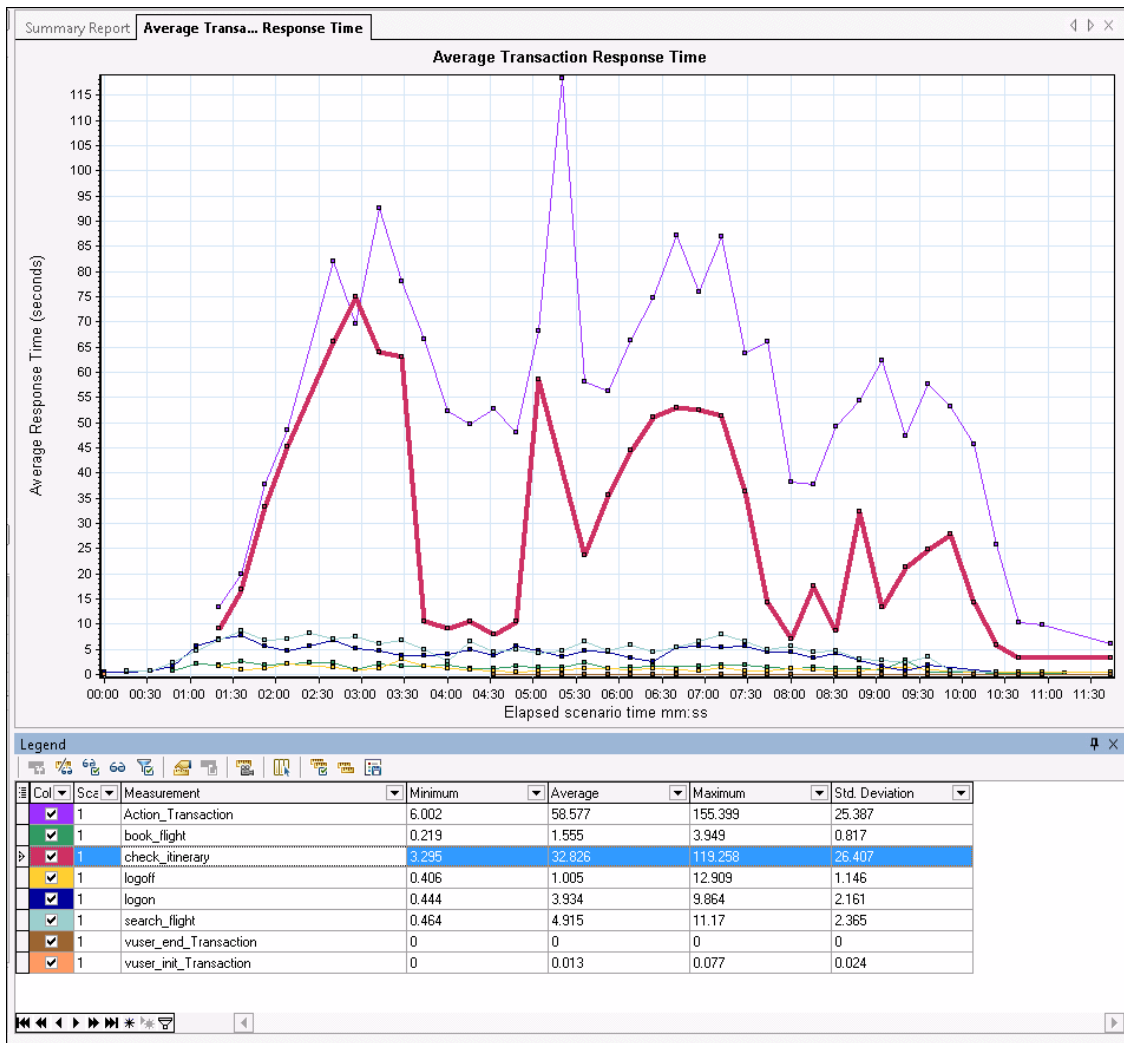 Summary Report
Average Transa... Response Time
Average Transaction Response Time
Average Response Time (seconds)
115
110
105
100
95
90
85
80
75
70
65
60
55
50
45
40
35
30
25
20
15
10
5
0
00:00 00:30 01:00 01:30 02:00 02:30 03:00 03:30 04:00 04:30 05:00 05:30 06:00 06:30 07:00 07:30 08:00 08:30 09:00 09:30 10:00 10:30 11:00 11:30
Elapsed scenario time mm:ss
Legend
Col Sca Measurement Minimum Average Maximum Std. Deviation
1 Action_Transaction 6.002 58.577 155.399 25.387
1 book_flight 0.219 1.555 3.949 0.817
1 check_itinerary 3.295 32.826 119.258 26.407
1 logoff 0.406 1.005 12.909 1.146
1 logon 0.444 3.934 9.864 2.161
1 search_flight 0.464 4.915 11.17 2.365
1 vuser_end_Transaction 0 0 0 0
1 vuser_init_Transaction 0 0.013 0.077 0.024